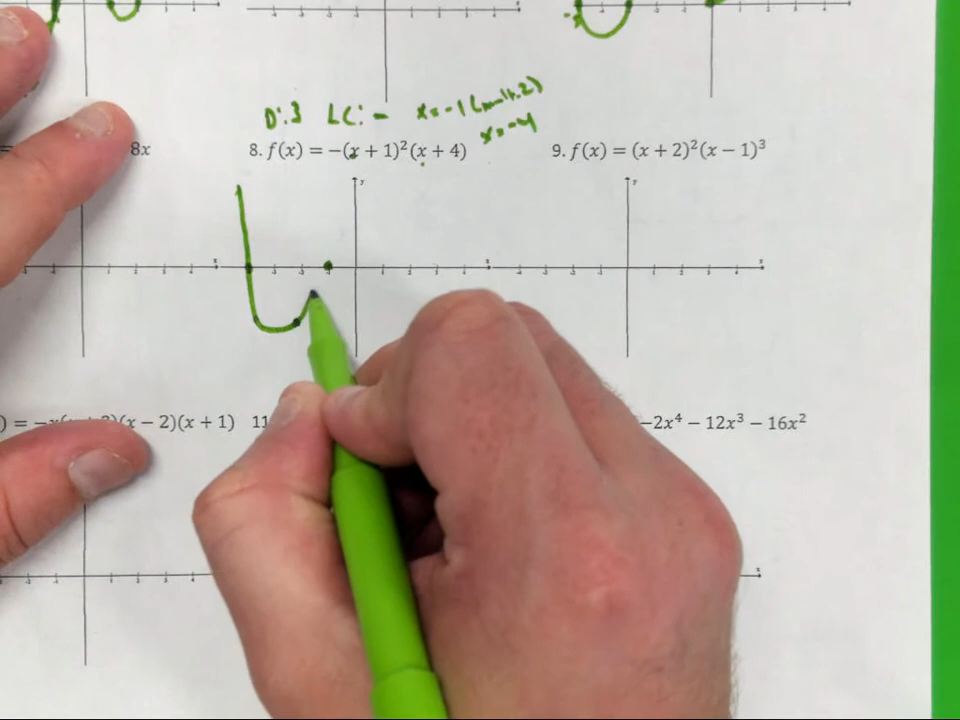 D:3 LC: - x=-1 (m=1+,2)
x=-4
8x
8. f(x) = −(x + 1)²(x + 4)
9. f(x) = (x + 2)²(x − 1)³
y
y
x
x
x
) = −x( )(x − 2)(x + 1)
11
−2x⁴ − 12x³ − 16x²
x